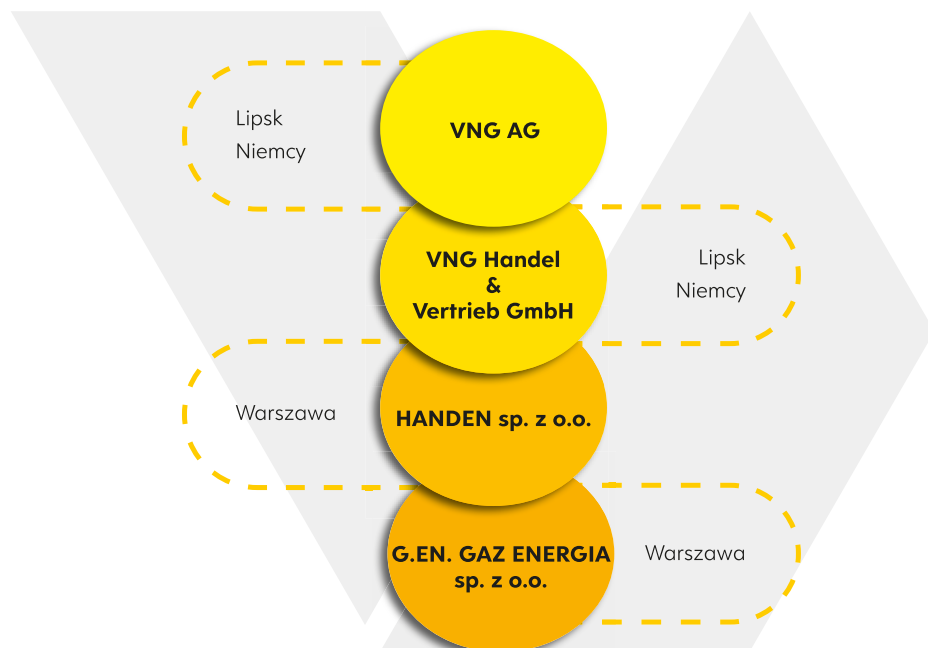 Lipsk
Niemcy
VNG AG
VNG Handel
&
Vertrieb GmbH
Lipsk
Niemcy
Warszawa
HANDEN sp. z o.o.
G.EN. GAZ ENERGIA
sp. z o.o.
Warszawa